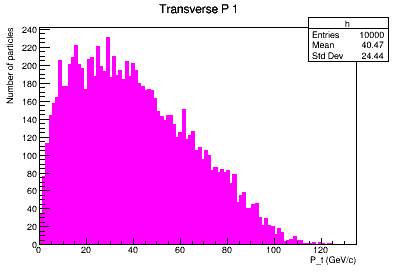 Transverse P 1
h
Entries 10000
Mean 40.47
Std Dev 24.44
Number of particles
240
220
200
180
160
140
120
100
80
60
40
20
0
0 20 40 60 80 100 120
P_t (GeV/c)